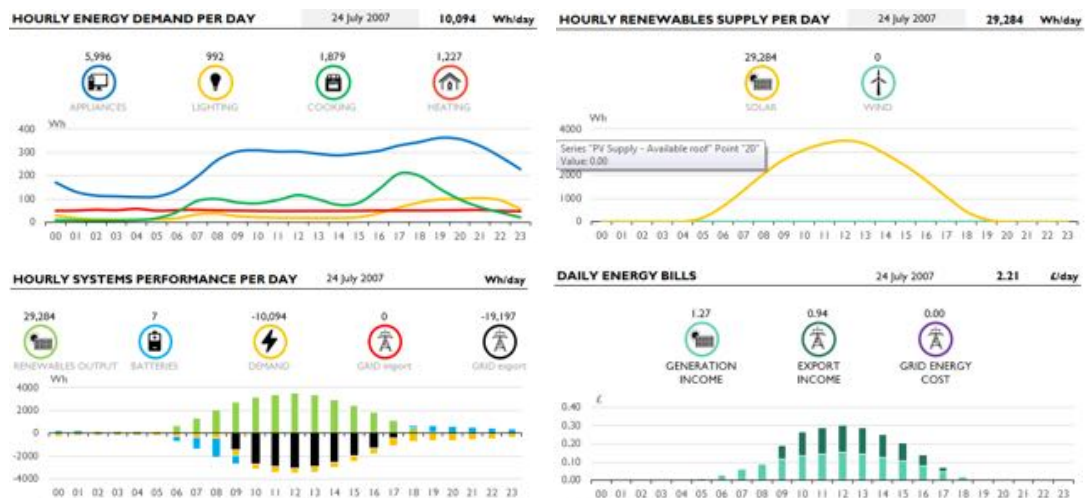 HOURLY ENERGY DEMAND PER DAY 24 July 2007 10,094 Wh/day
5,996 992 1,879 1,227
APPLIANCES LIGHTING COOKING HEATING
Wh
400
300
200
100
0
00 01 02 03 04 05 06 07 08 09 10 11 12 13 14 15 16 17 18 19 20 21 22 23
HOURLY RENEWABLES SUPPLY PER DAY 24 July 2007 29,284 Wh/day
29,284 0
SOLAR WIND
Wh
4000
Series "PV Supply - Available roof" Point "20"
Value: 0.00
2000
1000
0
00 01 02 03 04 05 06 07 08 09 10 11 12 13 14 15 16 17 18 19 20 21 22 23
HOURLY SYSTEMS PERFORMANCE PER DAY 24 July 2007 Wh/day
29,284 7 -10,094 0 -19,197
RENEWABLES OUTPUT BATTERIES DEMAND GRID import GRID export
Wh
4000
2000
0
-2000
-4000
00 01 02 03 04 05 06 07 08 09 10 11 12 13 14 15 16 17 18 19 20 21 22 23
DAILY ENERGY BILLS 24 July 2007 2.21 £/day
1.27 0.94 0.00
GENERATION EXPORT GRID ENERGY
INCOME INCOME COST
£
0.40
0.30
0.20
0.10
0.00
00 01 02 03 04 05 06 07 08 09 10 11 12 13 14 15 16 17 18 19 20 21 22 23